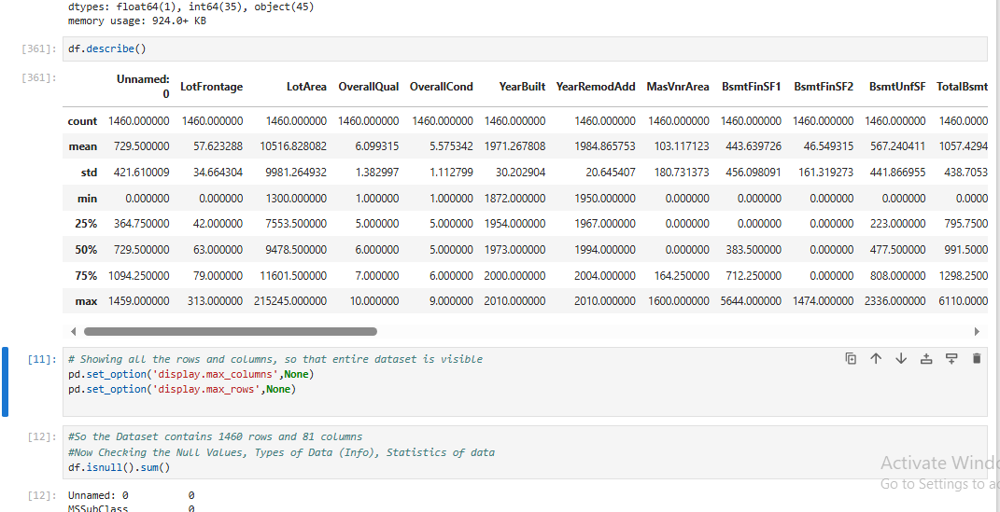 dtypes: float64(1), int64(35), object(45)
memory usage: 924.0+ KB
[361]: df.describe()
[361]: Unnamed: 0 LotFrontage LotArea OverallQual OverallCond YearBuilt YearRemodAdd MasVnrArea BsmtFinSF1 BsmtFinSF2 BsmtUnfSF TotalBsmt
count 1460.000000 1460.000000 1460.000000 1460.000000 1460.000000 1460.000000 1460.000000 1460.000000 1460.000000 1460.000000 1460.000000 1460.0000
mean 729.500000 57.623288 10516.828082 6.099315 5.575342 1971.267808 1984.865753 103.117123 443.639726 46.549315 567.240411 1057.4294
std 421.610009 34.664304 9981.264932 1.382997 1.112799 30.202904 20.645407 180.731373 456.098091 161.319273 441.866955 438.7053
min 0.000000 0.000000 1300.000000 1.000000 1.000000 1872.000000 1950.000000 0.000000 0.000000 0.000000 0.000000 0.0000
25% 364.750000 42.000000 7553.500000 5.000000 5.000000 1954.000000 1967.000000 0.000000 0.000000 0.000000 223.000000 795.7500
50% 729.500000 63.000000 9478.500000 6.000000 5.000000 1973.000000 1994.000000 0.000000 383.500000 0.000000 477.500000 991.5000
75% 1094.250000 79.000000 11601.500000 7.000000 6.000000 2000.000000 2004.000000 164.250000 712.250000 0.000000 808.000000 1298.2500
max 1459.000000 313.000000 215245.000000 10.000000 9.000000 2010.000000 2010.000000 1600.000000 5644.000000 1474.000000 2336.000000 6110.0000
[11]: # Showing all the rows and columns, so that entire dataset is visible
pd.set_option('display.max_columns',None)
pd.set_option('display.max_rows',None)
[12]: #So the Dataset contains 1460 rows and 81 columns
#Now Checking the Null Values, Types of Data (Info), Statistics of data
df.isnull().sum()
Activate Windo
Go to Settings to ac
[12]: Unnamed: 0 0
MSSubClass 0